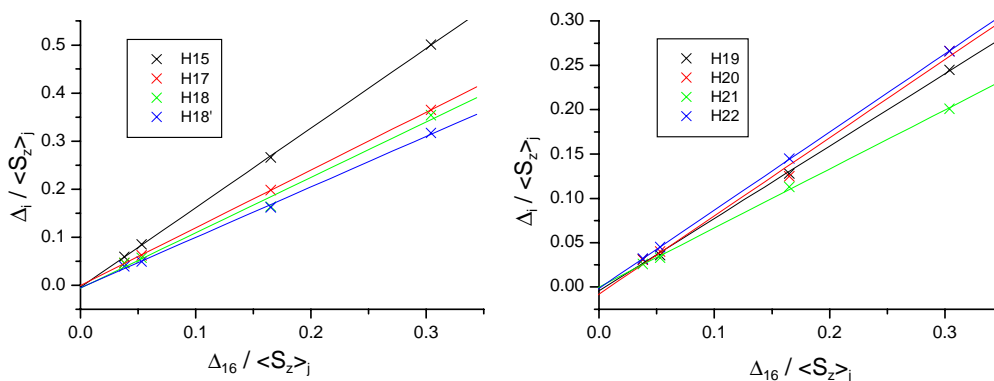 0.5
0.4
0.3
0.2
0.1
0.0
0.0 0.1 0.2 0.3
Δi / <Sz>j
Δ16 / <Sz>j
H15
H17
H18
H18'
0.30
0.25
0.20
0.15
0.10
0.05
0.00
0.0 0.1 0.2 0.3
Δi / <Sz>j
Δ16 / <Sz>j
H19
H20
H21
H22